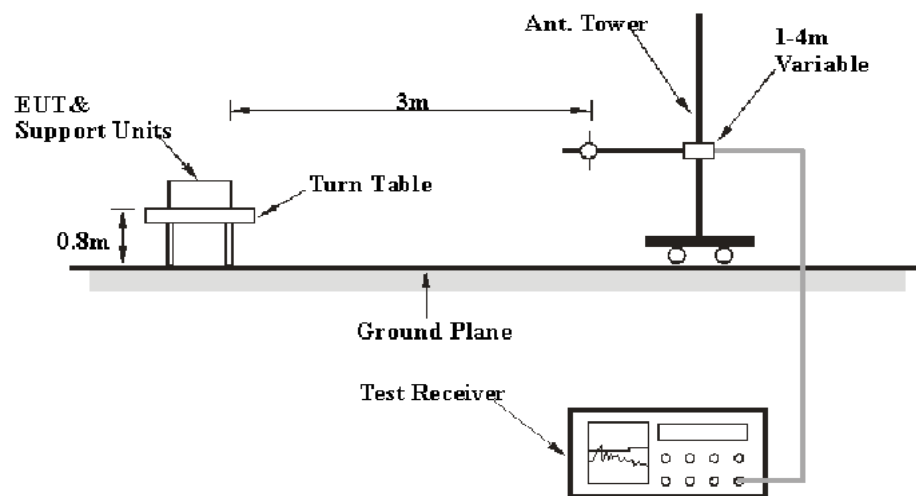 Ant. Tower
1-4m
Variable
3m
EUT&
Support Units
Turn Table
0.8m
Ground Plane
Test Receiver